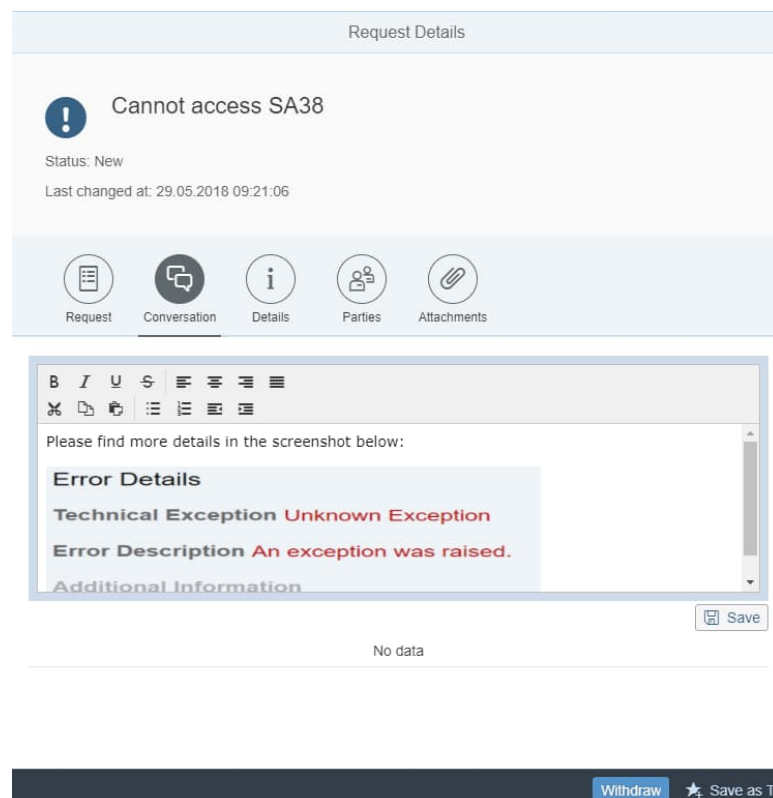 Request Details
Cannot access SA38
Status: New
Last changed at: 29.05.2018 09:21:06
Request Conversation Details Parties Attachments
B I U S
Please find more details in the screenshot below:
Error Details
Technical Exception Unknown Exception
Error Description An exception was raised.
Additional Information
Save
No data
Withdraw Save as T